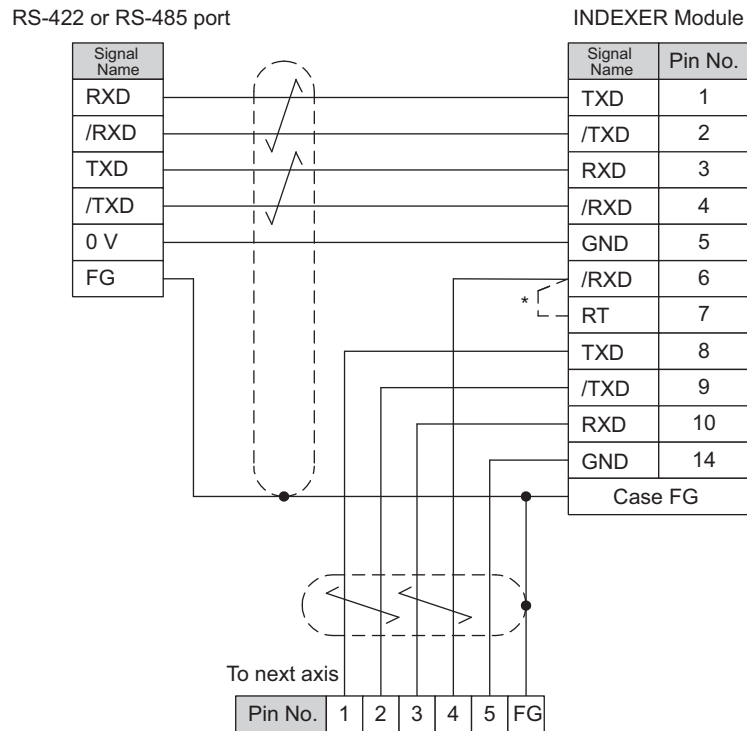 RS-422 or RS-485 port
Signal
Name
RXD
/RXD
TXD
/TXD
0 V
FG
INDEXER Module
Signal
Name
Pin No.
TXD 1
/TXD 2
RXD 3
/RXD 4
GND 5
/RXD 6
*
RT 7
TXD 8
/TXD 9
RXD 10
GND 14
Case FG
To next axis
Pin No. 1 2 3 4 5 FG